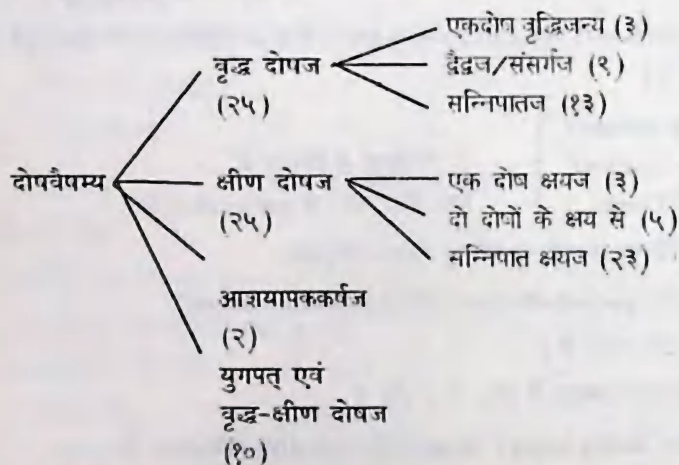 एकदोष वृद्धिजन्य (३)
वृद्ध दोषज
द्वैद्वज/संसर्गज (९)
(२५)
सन्निपातज (१३)
दोषवैषम्य
क्षीण दोषज
एक दोष क्षयज (३)
(२५)
दो दोषों के क्षय से (५)
सन्निपात क्षयज (२३)
आशयापककर्षज
(२)
युगपत् एवं
वृद्ध-क्षीण दोषज
(१०)